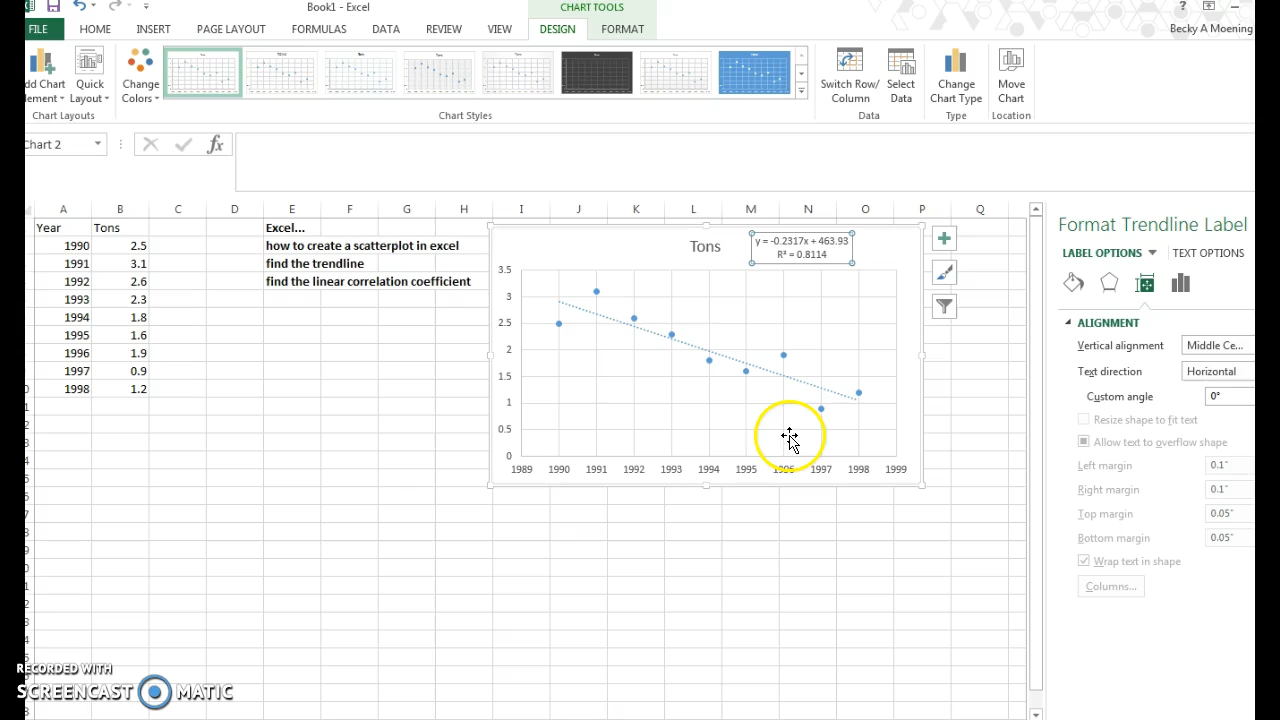 Book1 - Excel
CHART TOOLS
?
FILE HOME INSERT PAGE LAYOUT FORMULAS DATA REVIEW VIEW DESIGN FORMAT
Becky A Moening
dd Chart
ement
Quick
Layout
Change
Colors
Switch Row/
Column
Select
Data
Change
Chart Type
Move
Chart
Chart Layouts Chart Styles Data Type Location
Chart 2
fx
A B C D E F G H I J K L M N O P Q
Year Tons Excel...
1990 2.5 how to create a scatterplot in excel
1991 3.1 find the trendline
1992 2.6 find the linear correlation coefficient
1993 2.3
1994 1.8
1995 1.6
1996 1.9
1997 0.9
1998 1.2
Tons
y = -0.2317x + 463.93
R² = 0.8114
3.5
3
2.5
2
1.5
1
0.5
0
1989 1990 1991 1992 1993 1994 1995 1996 1997 1998 1999
Format Trendline Label
LABEL OPTIONS TEXT OPTIONS
ALIGNMENT
Vertical alignment Middle Ce...
Text direction Horizontal
Custom angle 0°
Resize shape to fit text
Allow text to overflow shape
Left margin 0.1"
Right margin 0.1"
Top margin 0.05"
Bottom margin 0.05"
Wrap text in shape
Columns...
RECORDED WITH
SCREENCAST MATIC